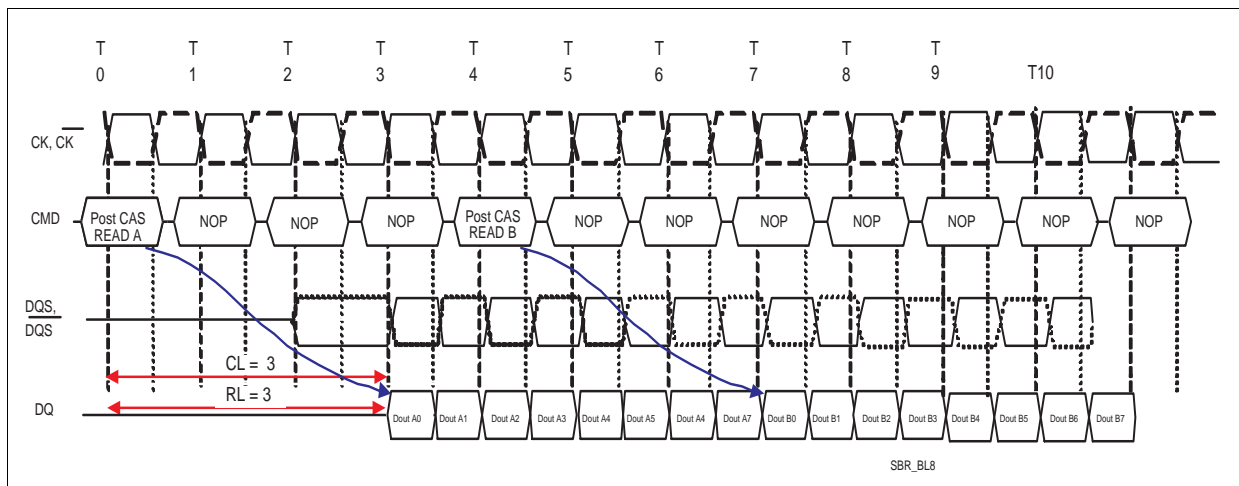 T T T T T T T T T T
0 1 2 3 4 5 6 7 8 9 T10
CK, CK
CMD Post CAS NOP NOP NOP Post CAS NOP NOP NOP NOP NOP NOP NOP
READ A READ B
DQS,
DQS
CL = 3
RL = 3
DQ Dout A0 Dout A1 Dout A2 Dout A3 Dout A4 Dout A5 Dout A4 Dout A7 Dout B0 Dout B1 Dout B2 Dout B3 Dout B4 Dout B5 Dout B6 Dout B7
SBR_BL8